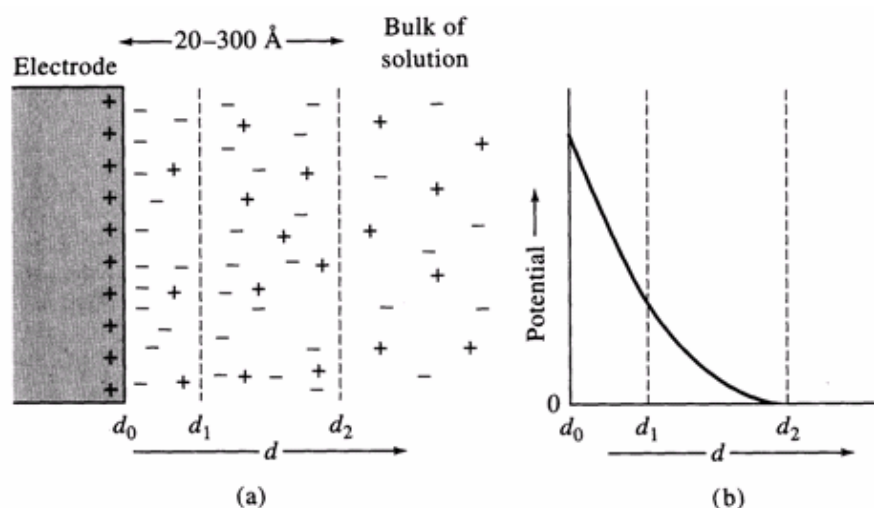 20–300 Å
Bulk of
solution
Electrode
Potential
0
d0 d1 d2
d
(a)
d0 d1 d2
d
(b)